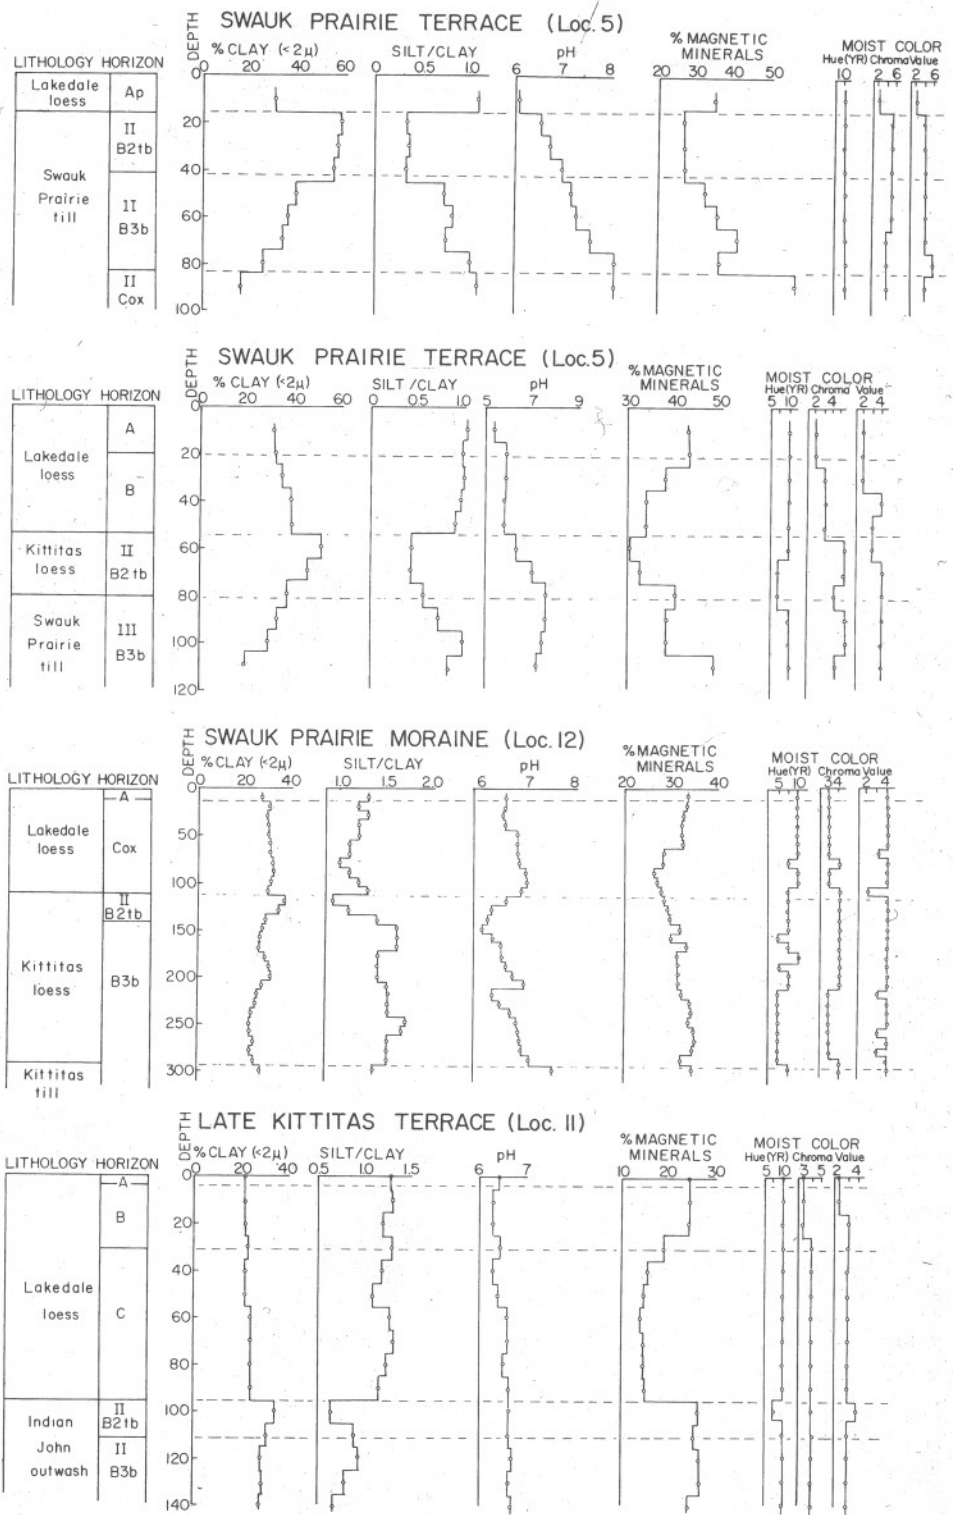 SWAUK PRAIRIE TERRACE (Loc. 5)
LITHOLOGY HORIZON DEPTH % CLAY (<2μ) SILT/CLAY pH % MAGNETIC MINERALS MOIST COLOR
Hue(YR) Chroma Value
0 20 40 60 0 0.5 1.0 6 7 8 20 30 40 50 10 2 4 6 2 4 6
0
20
40
60
80
100
Lakedale loess Ap
Swauk Prairie till II B2tb
II B3b
II Cox
SWAUK PRAIRIE TERRACE (Loc.5)
LITHOLOGY HORIZON DEPTH % CLAY (<2μ) SILT/CLAY pH % MAGNETIC MINERALS MOIST COLOR
Hue(YR) Chroma Value
0 20 40 60 0 0.5 1.0 5 7 9 30 40 50 5 10 2 4 2 4
0
20
40
60
80
100
120
Lakedale loess A
B
Kittitas loess II B2tb
Swauk Prairie till III B3b
SWAUK PRAIRIE MORAINE (Loc. 12)
LITHOLOGY HORIZON DEPTH % CLAY (<2μ) SILT/CLAY pH % MAGNETIC MINERALS MOIST COLOR
Hue(YR) Chroma Value
0 20 40 1.0 1.5 2.0 6 7 8 20 30 40 5 10 3 4 2 4
0
50
100
150
200
250
300
Lakedale loess A
Cox
Kittitas loess II B2tb
B3b
Kittitas till
LATE KITTITAS TERRACE (Loc. 11)
LITHOLOGY HORIZON DEPTH % CLAY (<2μ) SILT/CLAY pH % MAGNETIC MINERALS MOIST COLOR
Hue(YR) Chroma Value
0 20 40 0.5 1.0 1.5 6 7 10 20 30 5 10 3 5 2 4
0
20
40
60
80
100
120
140
Lakedale loess A
B
C
Indian John outwash II B2tb
II B3b